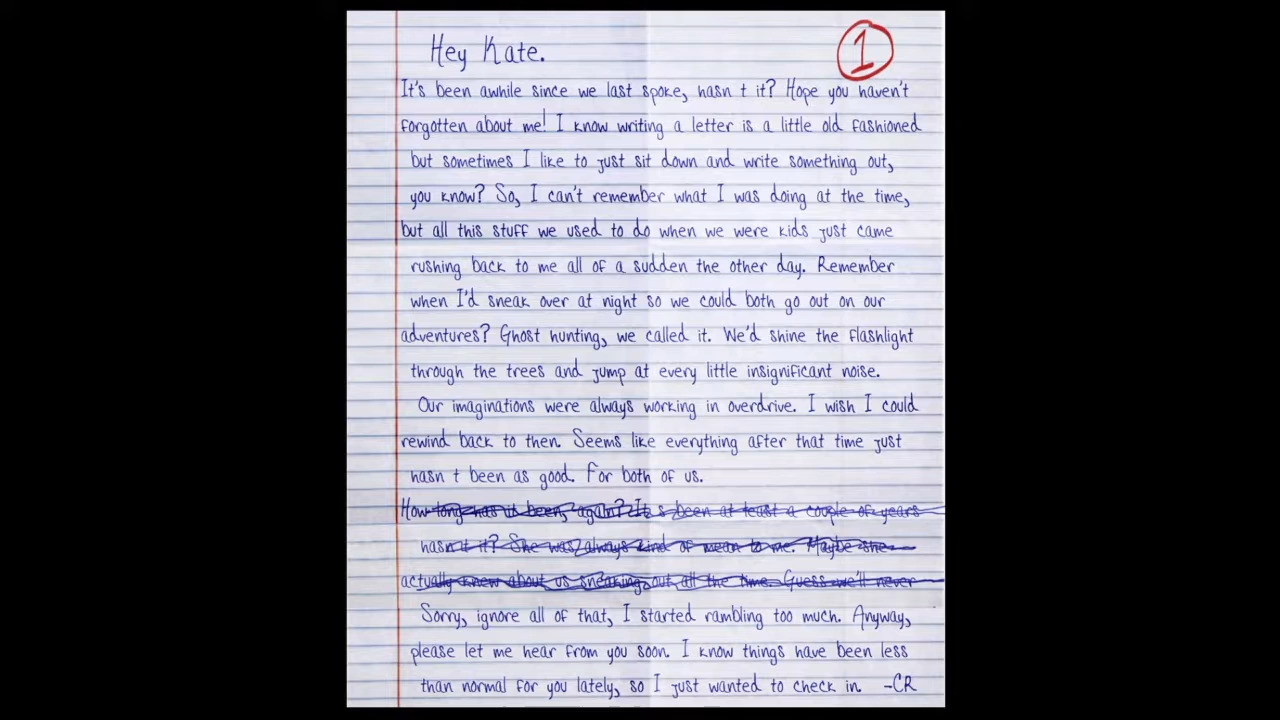 Hey Kate.
1
It's been awhile since we last spoke, hasn t it? Hope you haven't
forgotten about me! I know writing a letter is a little old fashioned
but sometimes I like to just sit down and write something out,
you know? So, I can't remember what I was doing at the time,
but all this stuff we used to do when we were kids just came
rushing back to me all of a sudden the other day. Remember
when I'd sneak over at night so we could both go out on our
adventures? Ghost hunting, we called it. We'd shine the flashlight
through the trees and jump at every little insignificant noise.
Our imaginations were always working in overdrive. I wish I could
rewind back to then. Seems like everything after that time just
hasn t been as good. For both of us.
How long has it been, again? It s been at least a couple of years
hasn t it? She was always kind of mean to me. Maybe she
actually knew about us sneaking out all the time. Guess we'll never
Sorry, ignore all of that, I started rambling too much. Anyway,
please let me hear from you soon. I know things have been less
than normal for you lately, so I just wanted to check in. -CR